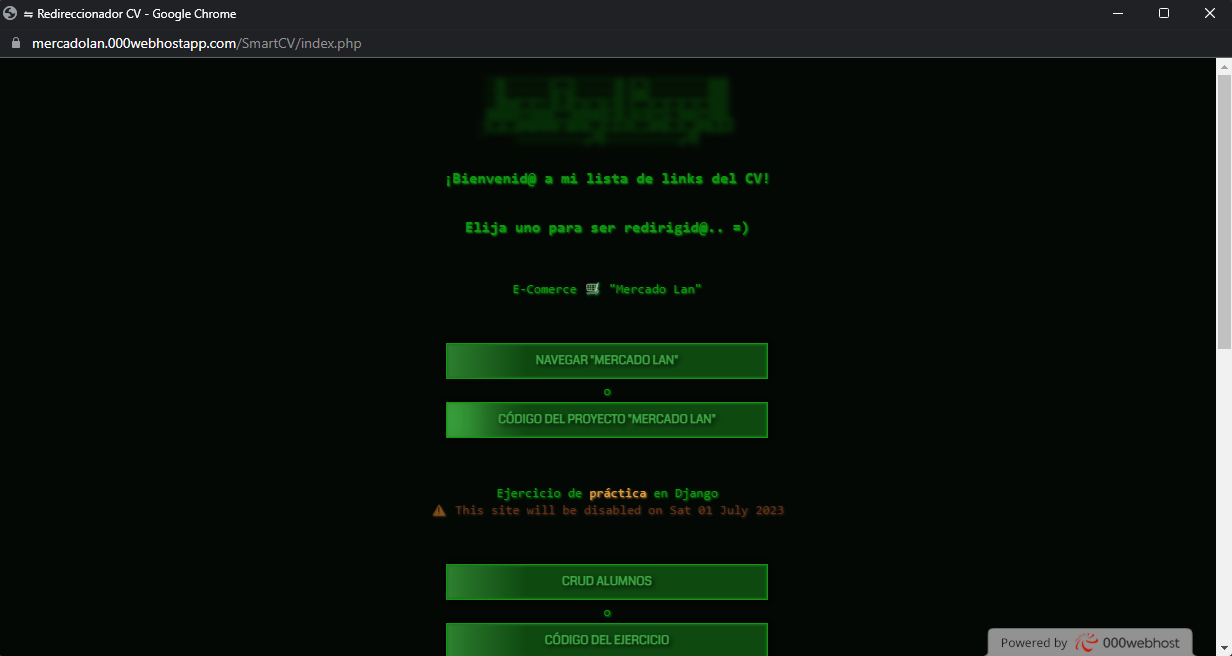 ⇋ Redireccionador CV - Google Chrome
mercadolan.000webhostapp.com/SmartCV/index.php
¡Bienvenid@ a mi lista de links del CV!
Elija uno para ser redirigid@.. =)
E-Comerce 🛒 "Mercado Lan"
NAVEGAR "MERCADO LAN"
o
CÓDIGO DEL PROYECTO "MERCADO LAN"
Ejercicio de práctica en Django
⚠ This site will be disabled on Sat 01 July 2023
CRUD ALUMNOS
o
CÓDIGO DEL EJERCICIO
Powered by 000webhost